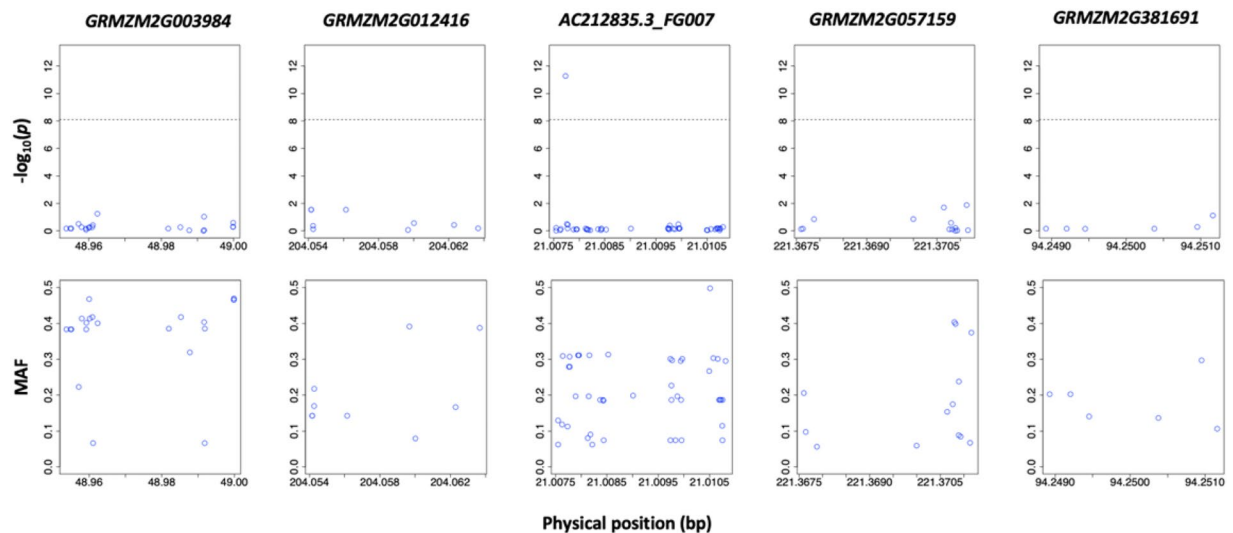 GRMZM2G003984 GRMZM2G012416 AC212835.3_FG007 GRMZM2G057159 GRMZM2G381691
-log10(p)
12 12 12 12 12
10 10 10 10 10
8 8 8 8 8
6 6 6 6 6
4 4 4 4 4
2 2 2 2 2
0 0 0 0 0
48.96 48.98 49.00 204.054 204.058 204.062 21.0075 21.0085 21.0095 21.0105 221.3675 221.3690 221.3705 94.2490 94.2500 94.2510
MAF
0.5 0.5 0.5 0.5 0.5
0.4 0.4 0.4 0.4 0.4
0.3 0.3 0.3 0.3 0.3
0.2 0.2 0.2 0.2 0.2
0.1 0.1 0.1 0.1 0.1
0.0 0.0 0.0 0.0 0.0
48.96 48.98 49.00 204.054 204.058 204.062 21.0075 21.0085 21.0095 21.0105 221.3675 221.3690 221.3705 94.2490 94.2500 94.2510
Physical position (bp)